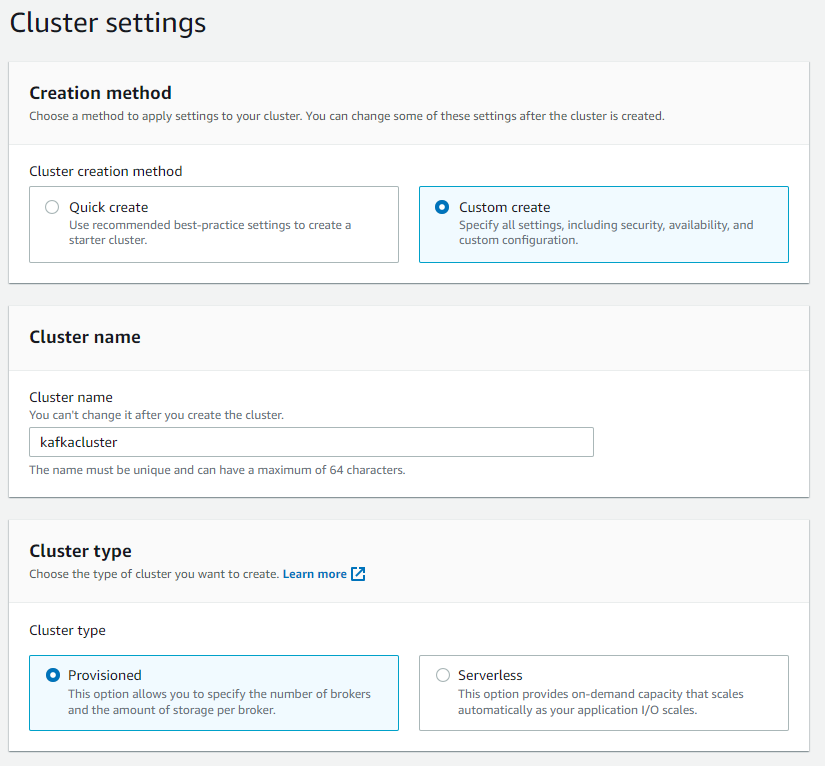 Cluster settings
Creation method
Choose a method to apply settings to your cluster. You can change some of these settings after the cluster is created.
Cluster creation method
Quick create
Use recommended best-practice settings to create a
starter cluster.
Custom create
Specify all settings, including security, availability, and
custom configuration.
Cluster name
Cluster name
You can't change it after you create the cluster.
kafkacluster
The name must be unique and can have a maximum of 64 characters.
Cluster type
Choose the type of cluster you want to create. Learn more
Cluster type
Provisioned
This option allows you to specify the number of brokers
and the amount of storage per broker.
Serverless
This option provides on-demand capacity that scales
automatically as your application I/O scales.